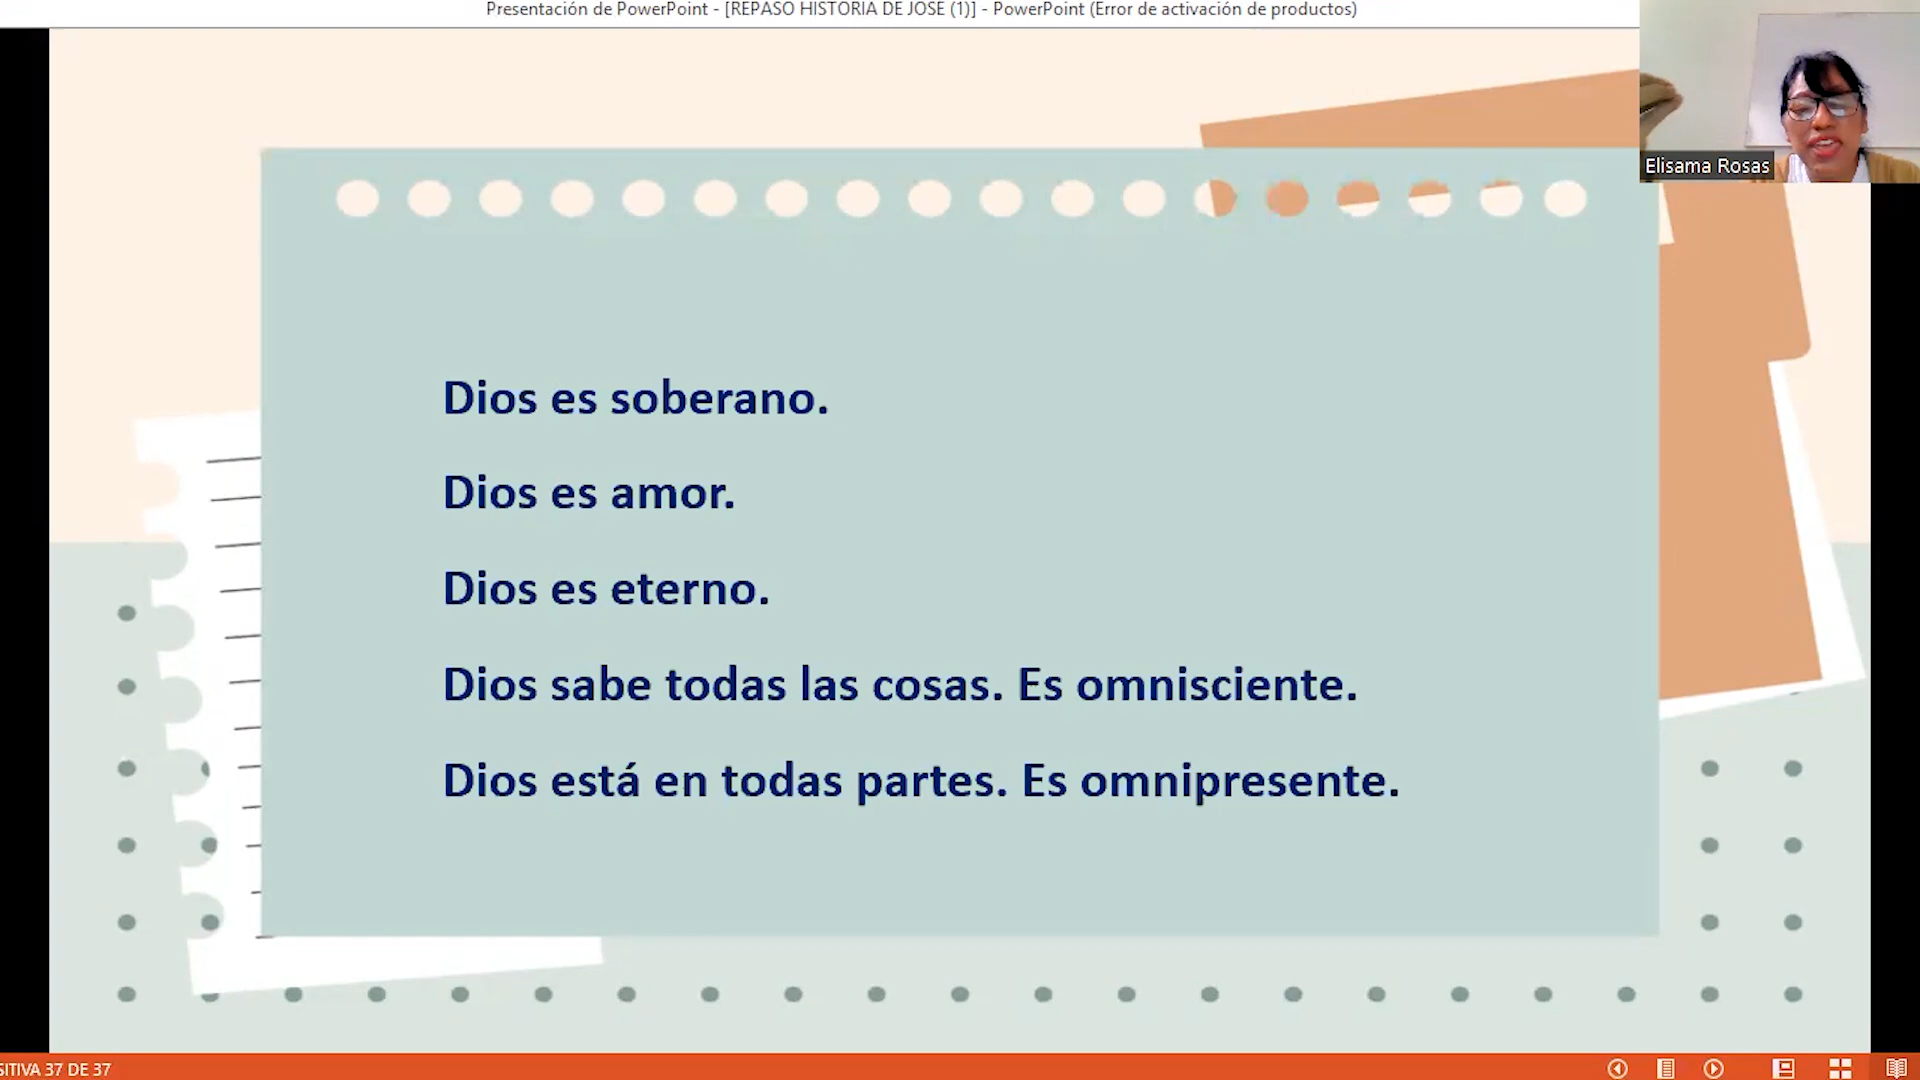 Presentación de PowerPoint - [REPASO HISTORIA DE JOSE (1)] - PowerPoint (Error de activación de productos)
Elisama Rosas
Dios es soberano.
Dios es amor.
Dios es eterno.
Dios sabe todas las cosas. Es omnisciente.
Dios está en todas partes. Es omnipresente.
SITIVA 37 DE 37